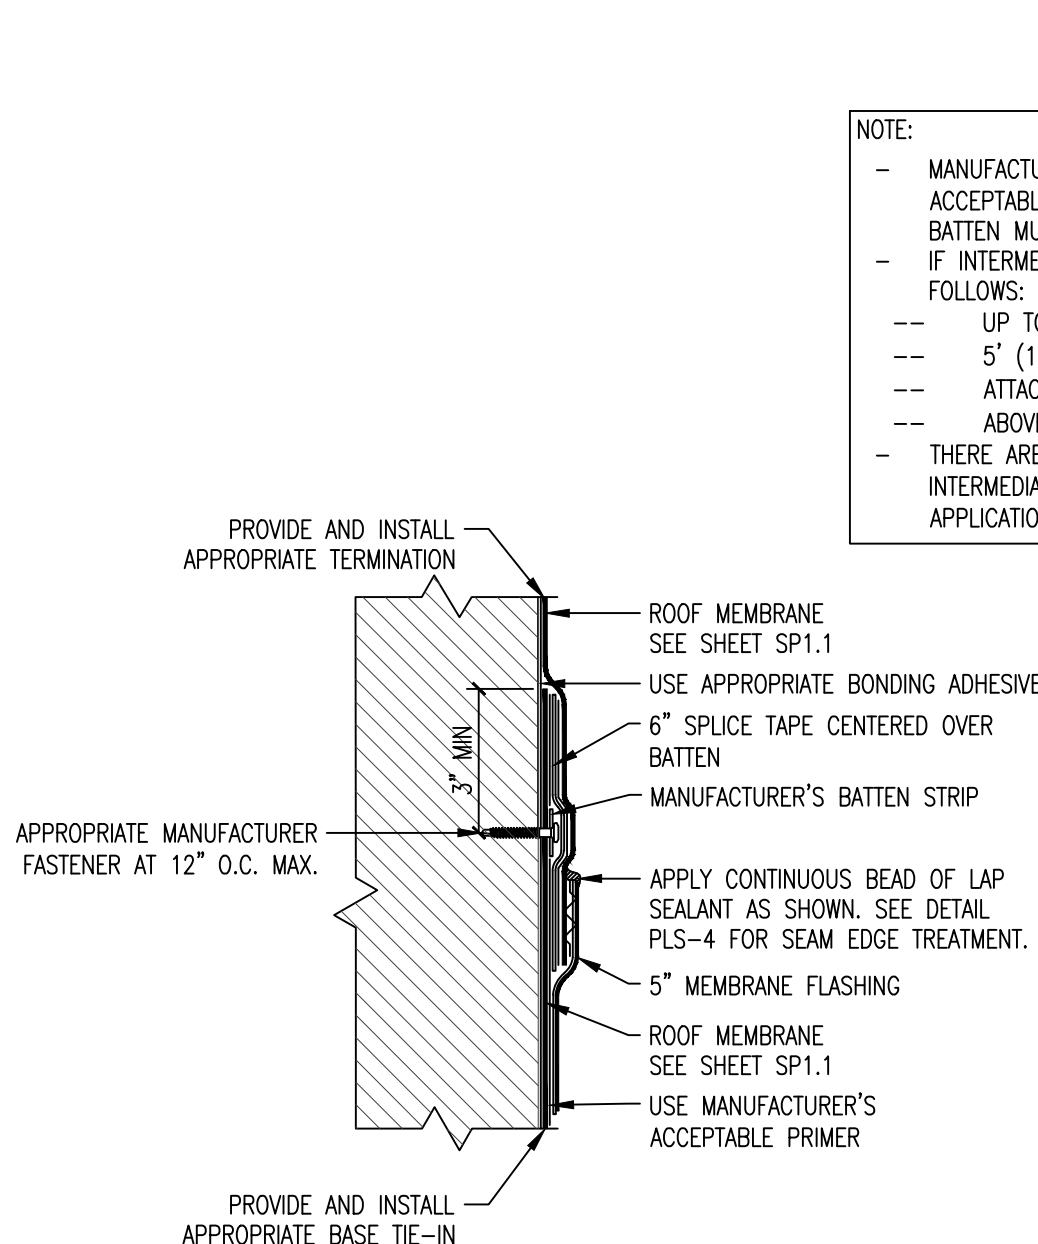 NOTE:
- MANUFACTU
ACCEPTABL
BATTEN MU
- IF INTERME
FOLLOWS:
-- UP TO
-- 5' (1
-- ATTAC
-- ABOV
- THERE ARE
INTERMEDIA
APPLICATIO
PROVIDE AND INSTALL
APPROPRIATE TERMINATION
ROOF MEMBRANE
SEE SHEET SP1.1
USE APPROPRIATE BONDING ADHESIVE
6" SPLICE TAPE CENTERED OVER
BATTEN
3" MIN
MANUFACTURER'S BATTEN STRIP
APPROPRIATE MANUFACTURER
FASTENER AT 12" O.C. MAX.
APPLY CONTINUOUS BEAD OF LAP
SEALANT AS SHOWN. SEE DETAIL
PLS-4 FOR SEAM EDGE TREATMENT.
5" MEMBRANE FLASHING
ROOF MEMBRANE
SEE SHEET SP1.1
USE MANUFACTURER'S
ACCEPTABLE PRIMER
PROVIDE AND INSTALL
APPROPRIATE BASE TIE-IN